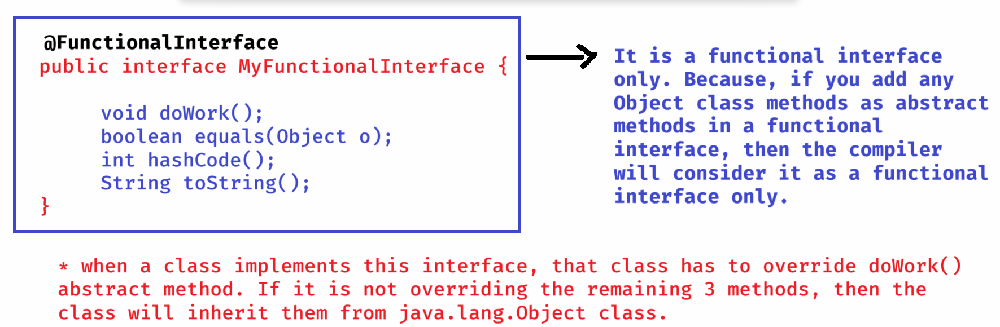 @FunctionalInterface
public interface MyFunctionalInterface {
void doWork();
boolean equals(Object o);
int hashCode();
String toString();
}
It is a functional interface
only. Because, if you add any
Object class methods as abstract
methods in a functional
interface, then the compiler
will consider it as a functional
interface only.
* when a class implements this interface, that class has to override doWork()
abstract method. If it is not overriding the remaining 3 methods, then the
class will inherit them from java.lang.Object class.